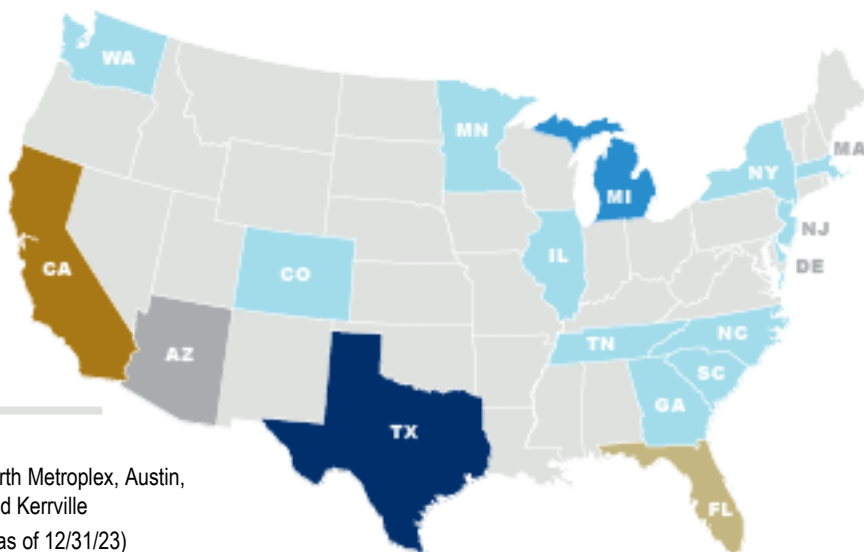 WA
MN
MA
NY
MI
NJ
IL
CA
CO
DE
NC
TN
AZ
SC
GA
TX
rth Metroplex, Austin,
d Kerrville
FL
as of 12/31/23)